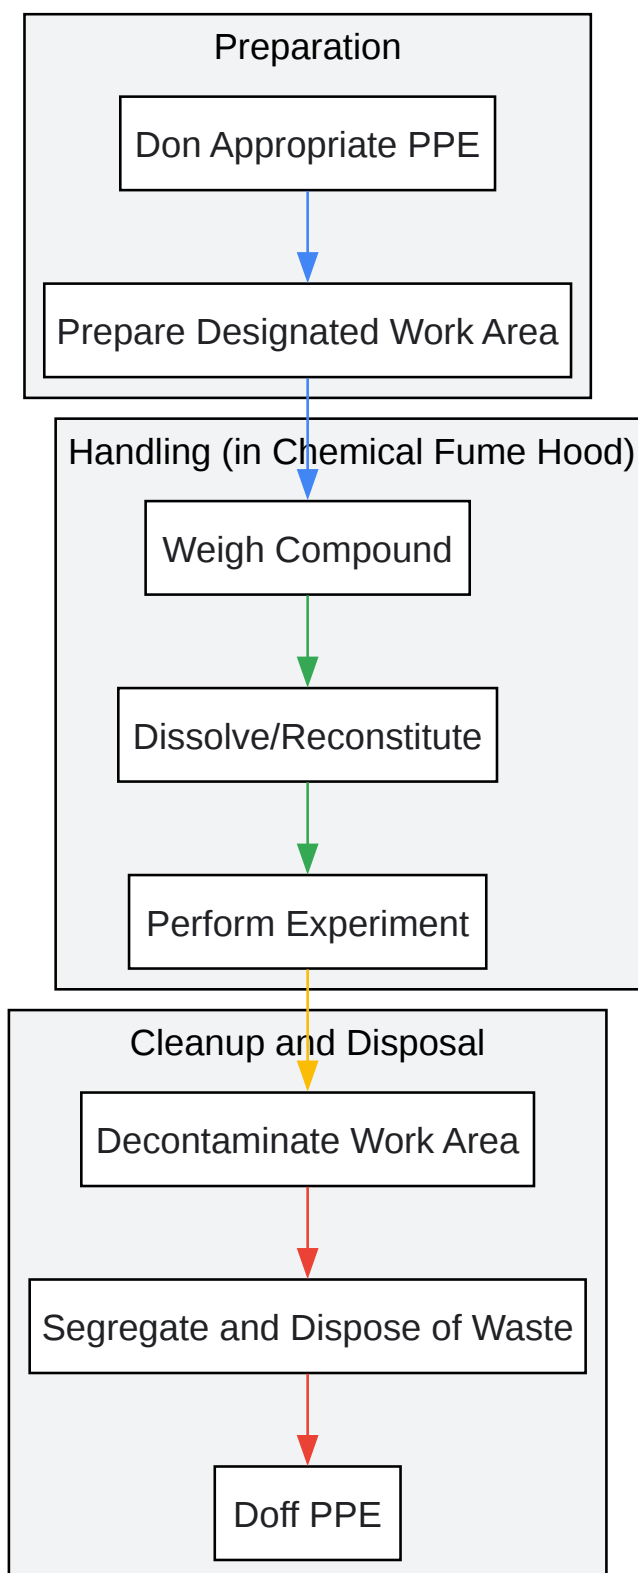 Preparation
Don Appropriate PPE
Prepare Designated Work Area
Handling (in Chemical Fume Hood)
Weigh Compound
Dissolve/Reconstitute
Perform Experiment
Cleanup and Disposal
Decontaminate Work Area
Segregate and Dispose of Waste
Doff PPE